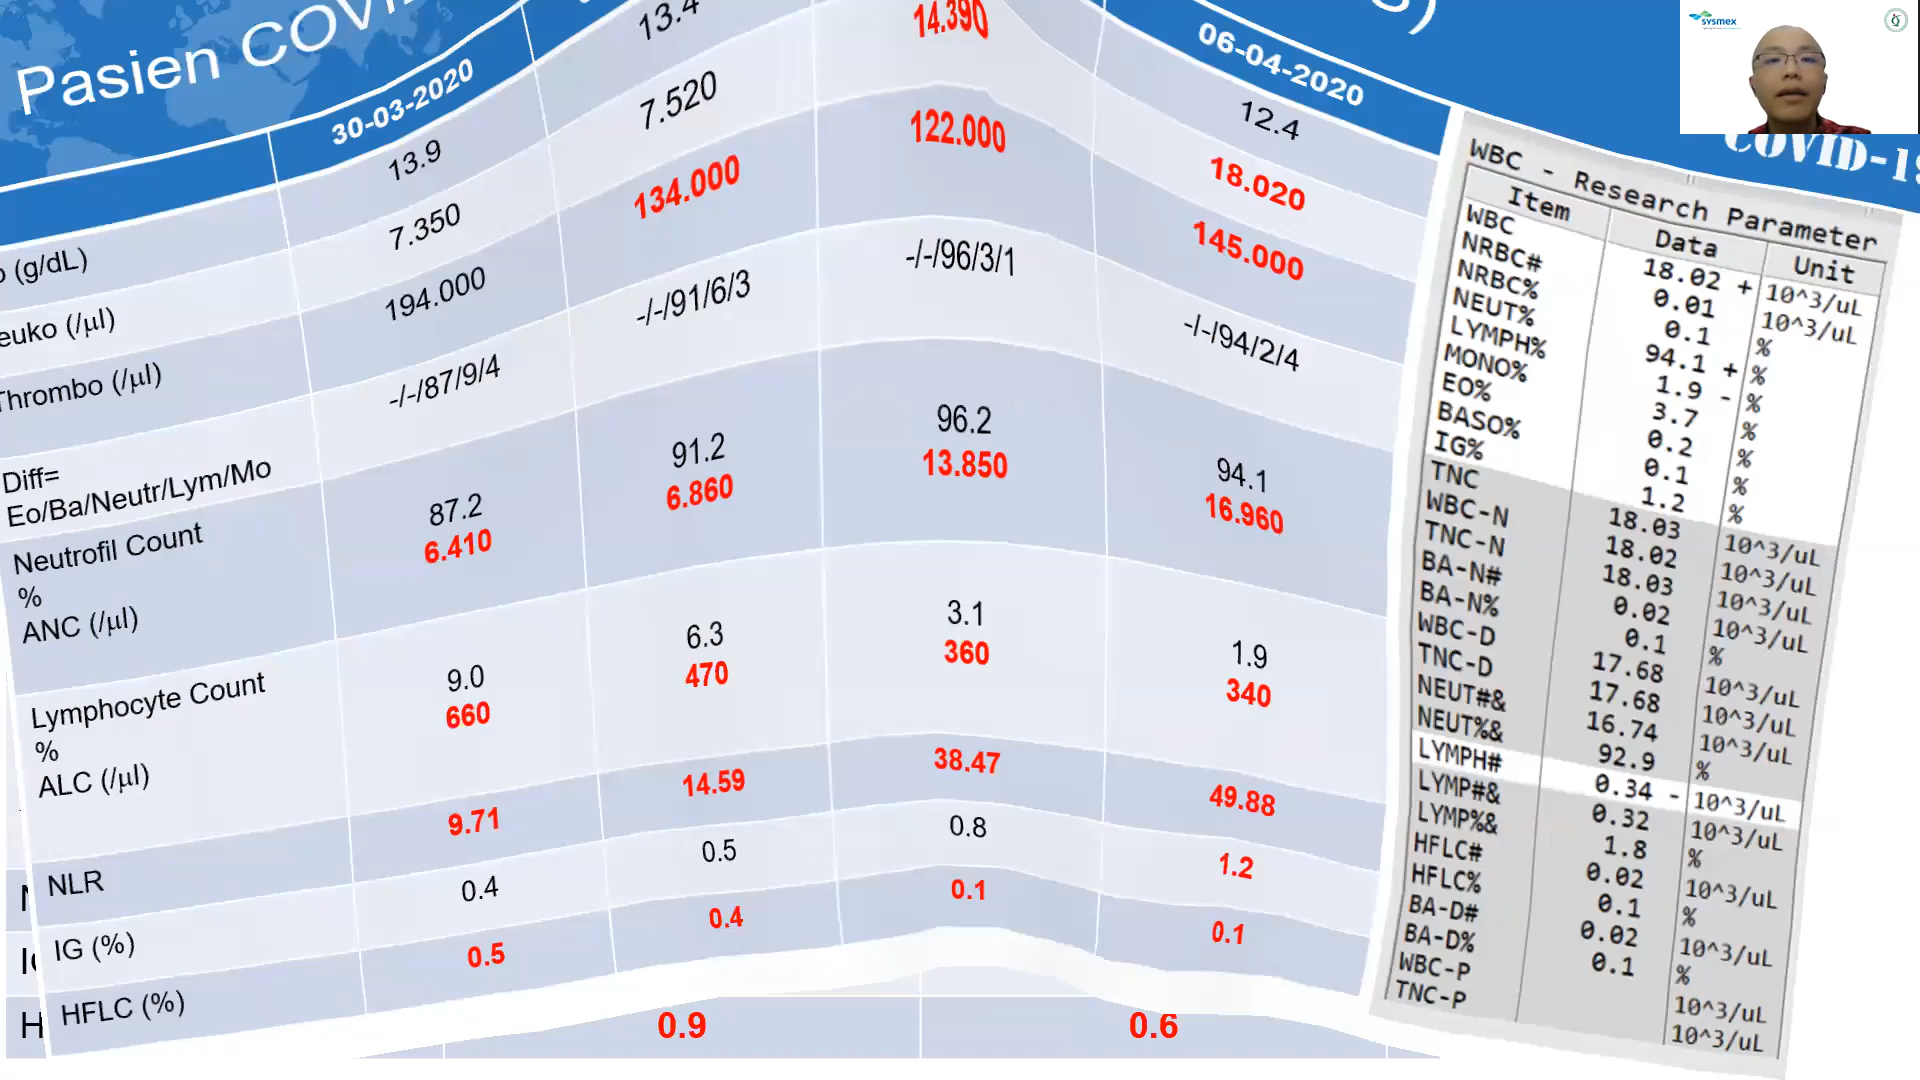 Pasien COVI
30-03-2020 06-04-2020
(g/dL) 13.9 13.4 12.4
euko (/µl) 7.350 7.520 14.390 18.020
Thrombo (/µl) 194.000 134.000 122.000 145.000
Diff=
Eo/Ba/Neutr/Lym/Mo -/-/87/9/4 -/-/91/6/3 -/-/96/3/1 -/-/94/2/4
Neutrofil Count
% 87.2 91.2 96.2 94.1
ANC (/µl) 6.410 6.860 13.850 16.960
Lymphocyte Count
% 9.0 6.3 3.1 1.9
ALC (/µl) 660 470 360 340
NLR 9.71 14.59 38.47 49.88
IG (%) 0.4 0.5 0.8 1.2
HFLC (%) 0.5 0.4 0.1 0.1
0.9 0.6
sysmex
COVID-19
WBC - Research Parameter
Item Data Unit
WBC 18.02 + 10^3/uL
NRBC# 0.01 10^3/uL
NRBC% 0.1 %
NEUT% 94.1 + %
LYMPH% 1.9 - %
MONO% 3.7 %
EO% 0.2 %
BASO% 0.1 %
IG% 1.2 %
TNC 18.03 10^3/uL
WBC-N 18.02 10^3/uL
TNC-N 18.03 10^3/uL
BA-N# 0.02 10^3/uL
BA-N% 0.1 %
WBC-D 17.68 10^3/uL
TNC-D 17.68 10^3/uL
NEUT#& 16.74 10^3/uL
NEUT%& 92.9 %
LYMPH# 0.34 - 10^3/uL
LYMP#& 0.32 10^3/uL
LYMP%& 1.8 %
HFLC# 0.02 10^3/uL
HFLC% 0.1 %
BA-D# 0.02 10^3/uL
BA-D% 0.1 %
WBC-P 10^3/uL
TNC-P 10^3/uL